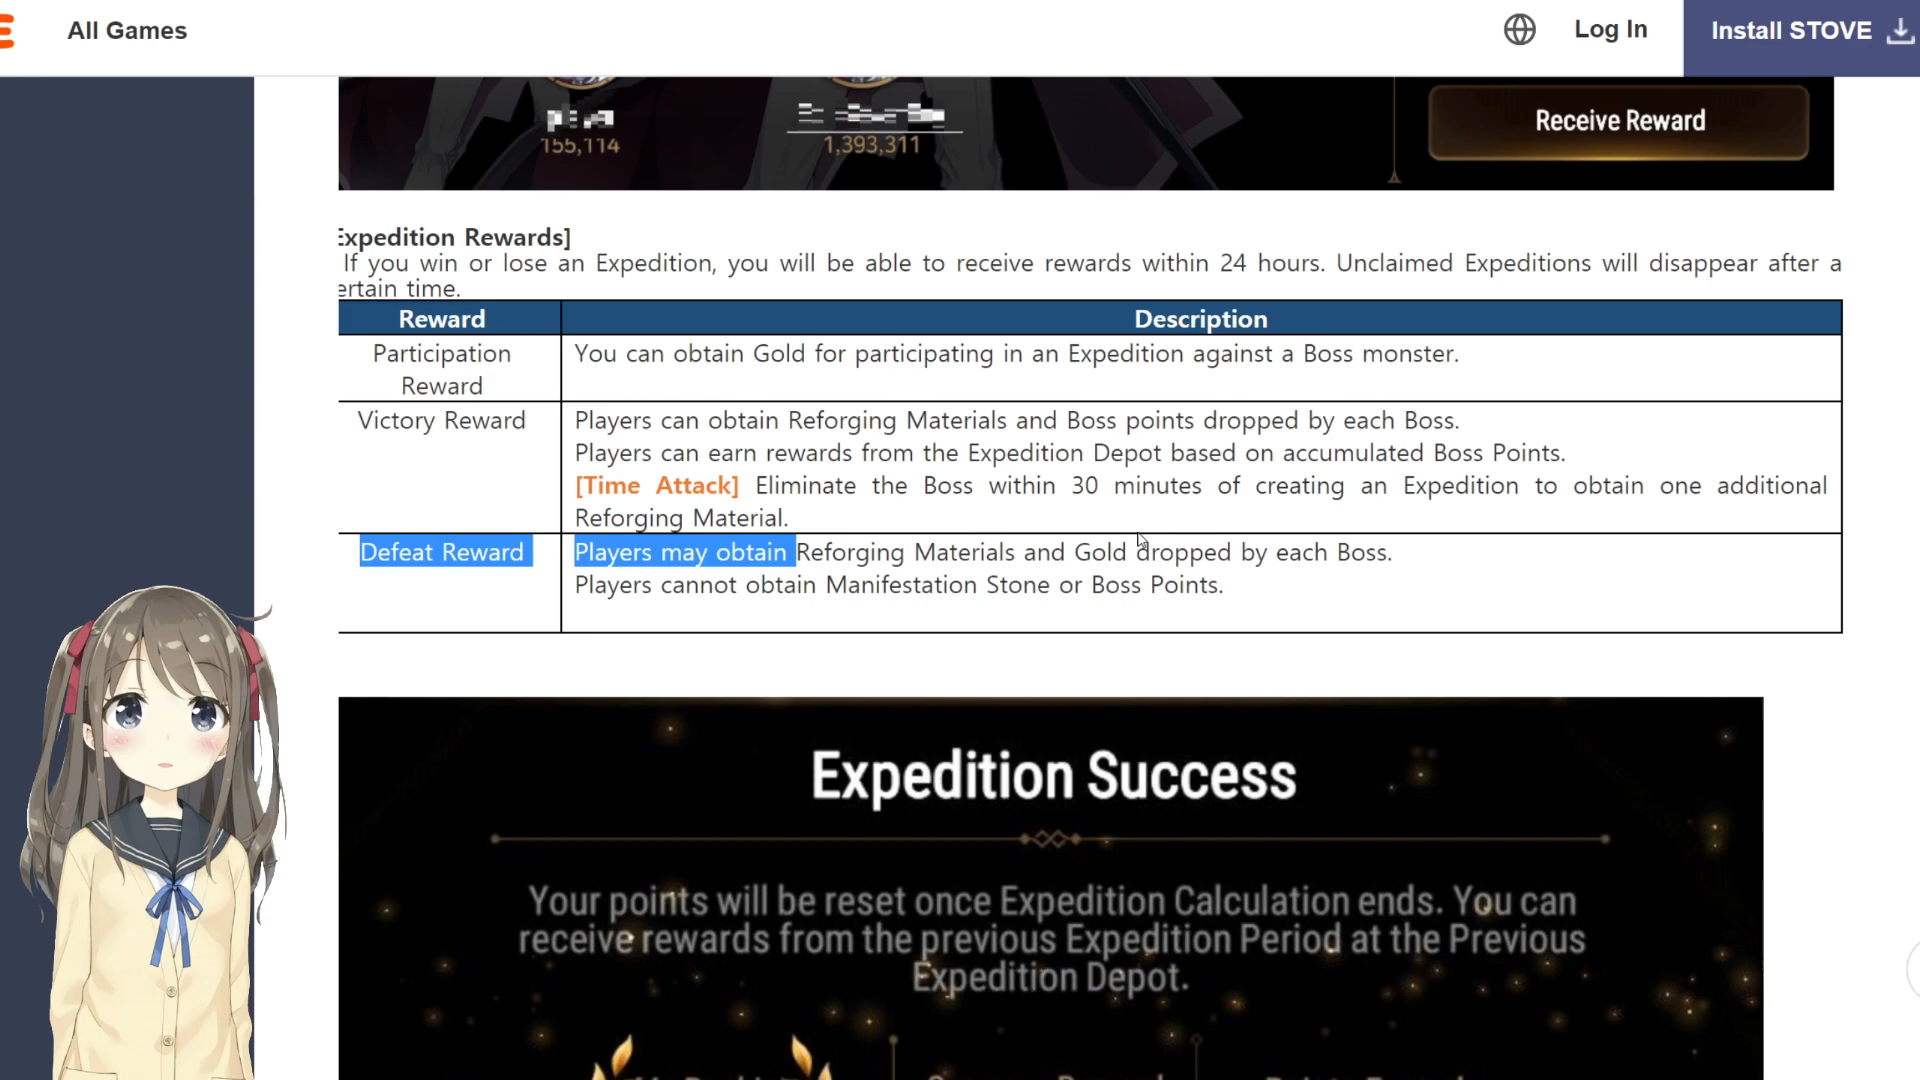 All Games
Log In
Install STOVE
155,114
1,393,311
Receive Reward
Expedition Rewards]
If you win or lose an Expedition, you will be able to receive rewards within 24 hours. Unclaimed Expeditions will disappear after a
ertain time.
Reward
Description
Participation
Reward
You can obtain Gold for participating in an Expedition against a Boss monster.
Victory Reward
Players can obtain Reforging Materials and Boss points dropped by each Boss.
Players can earn rewards from the Expedition Depot based on accumulated Boss Points.
[Time Attack] Eliminate the Boss within 30 minutes of creating an Expedition to obtain one additional
Reforging Material.
Defeat Reward
Players may obtain Reforging Materials and Gold dropped by each Boss.
Players cannot obtain Manifestation Stone or Boss Points.
Expedition Success
Your points will be reset once Expedition Calculation ends. You can
receive rewards from the previous Expedition Period at the Previous
Expedition Depot.